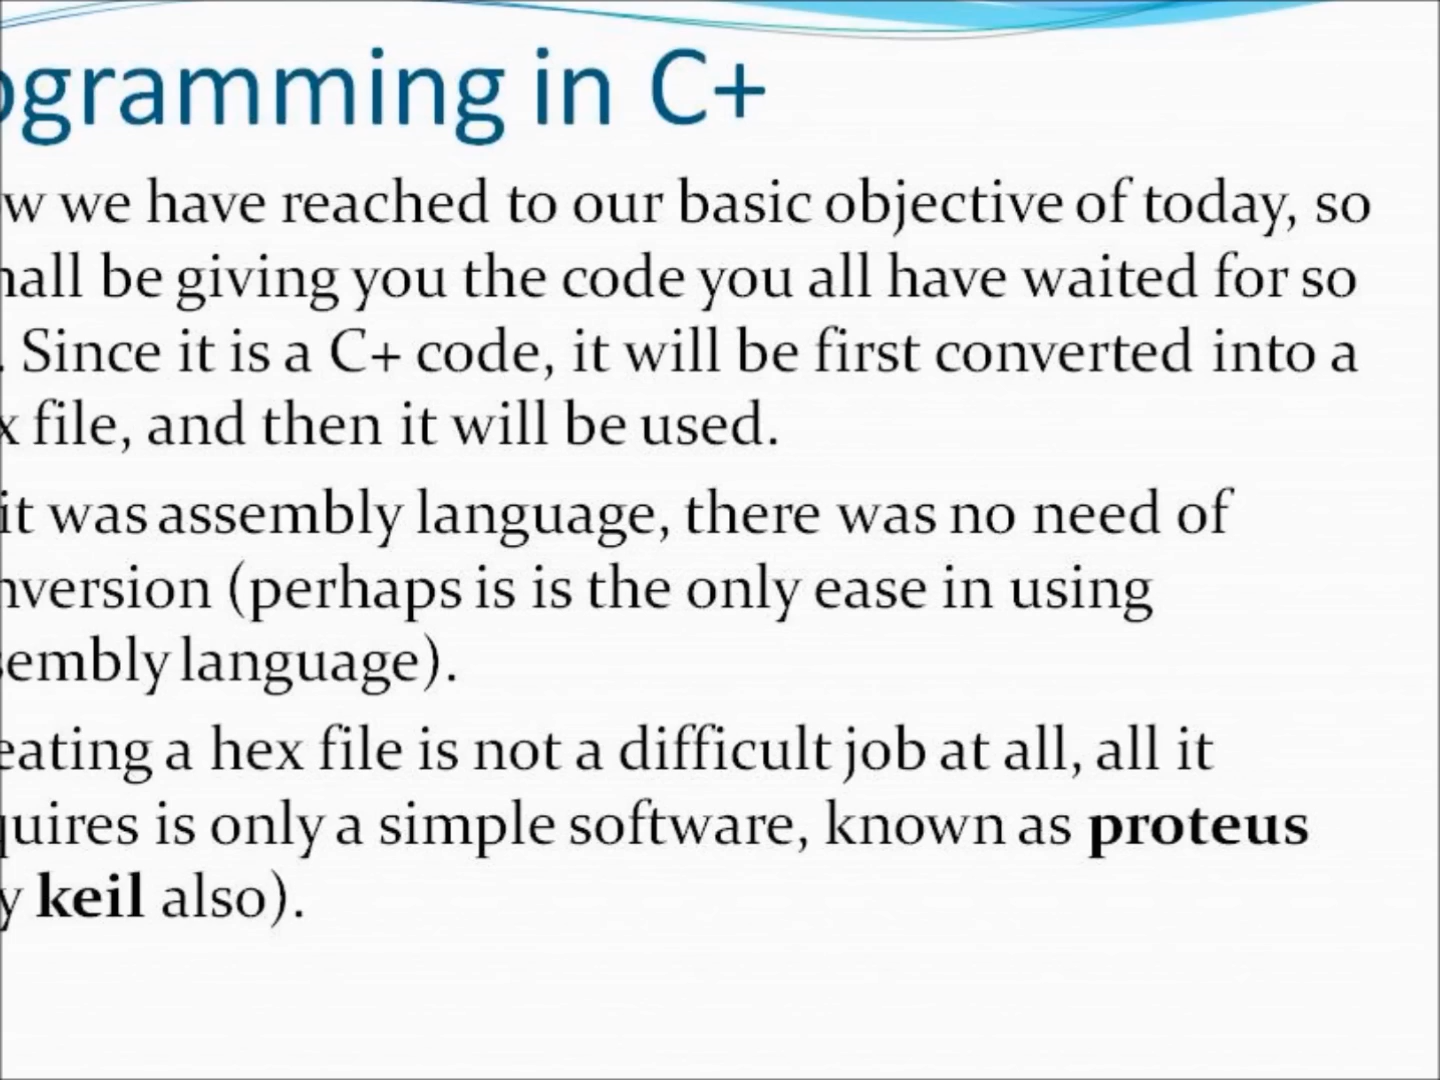 ogramming in C+
w we have reached to our basic objective of today, so
hall be giving you the code you all have waited for so
. Since it is a C+ code, it will be first converted into a
x file, and then it will be used.
it was assembly language, there was no need of
nversion (perhaps is is the only ease in using
sembly language).
eating a hex file is not a difficult job at all, all it
quires is only a simple software, known as proteus
y keil also).